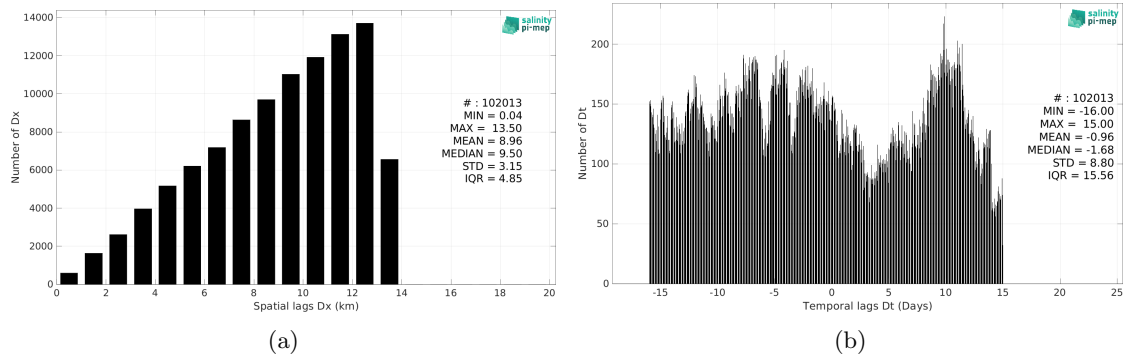 14000
12000
10000
8000
6000
4000
2000
0
Number of Dx
salinity
pi-mep
# : 102013
MIN = 0.04
MAX = 13.50
MEAN = 8.96
MEDIAN = 9.50
STD = 3.15
IQR = 4.85
0 2 4 6 8 10 12 14 16 18 20
Spatial lags Dx (km)
(a)
200
150
100
50
0
Number of Dt
salinity
pi-mep
# : 102013
MIN = -16.00
MAX = 15.00
MEAN = -0.96
MEDIAN = -1.68
STD = 8.80
IQR = 15.56
-15 -10 -5 0 5 10 15 20 25
Temporal lags Dt (Days)
(b)